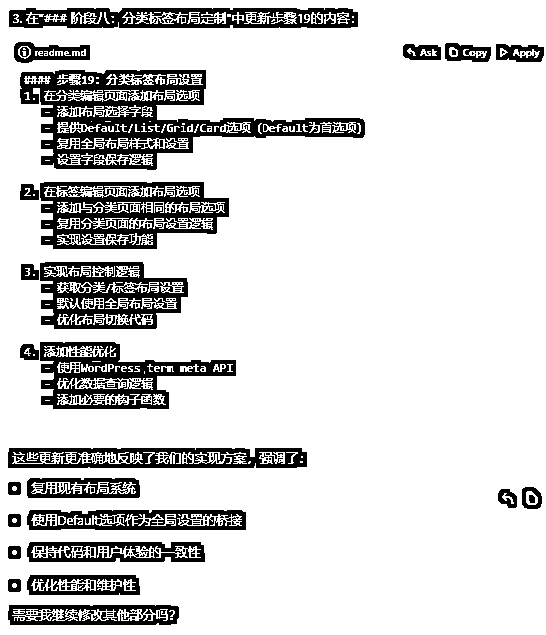 3. 在"### 阶段八：分类标签布局定制"中更新步骤19的内容：
readme.md Ask Copy Apply
#### 步骤19：分类标签布局设置
1. 在分类编辑页面添加布局选项
- 添加布局选择字段
- 提供Default/List/Grid/Card选项（Default为首选项）
- 复用全局布局样式和设置
- 设置字段保存逻辑
2. 在标签编辑页面添加布局选项
- 添加与分类页面相同的布局选项
- 复用分类页面的布局设置逻辑
- 实现设置保存功能
3. 实现布局控制逻辑
- 获取分类/标签布局设置
- 默认使用全局布局设置
- 优化布局切换代码
4. 添加性能优化
- 使用WordPress term meta API
- 优化数据查询逻辑
- 添加必要的钩子函数
这些更新更准确地反映了我们的实现方案，强调了：
• 复用现有布局系统
• 使用Default选项作为全局设置的桥接
• 保持代码和用户体验的一致性
• 优化性能和维护性
需要我继续修改其他部分吗？